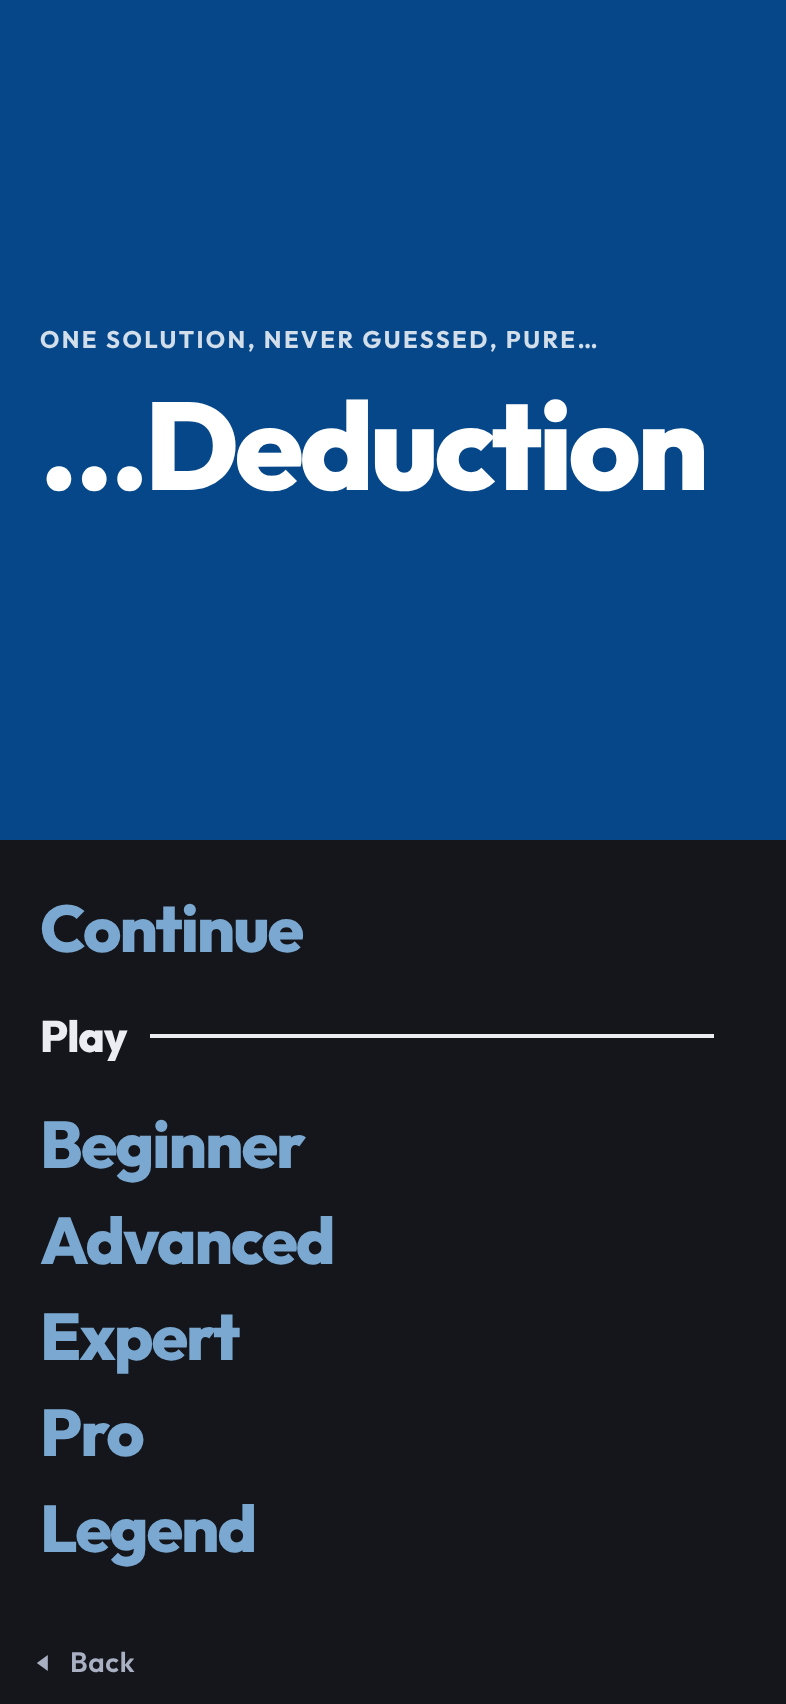 ONE SOLUTION, NEVER GUESSED, PURE…
…Deduction
Continue
Play
Beginner
Advanced
Expert
Pro
Legend
Back